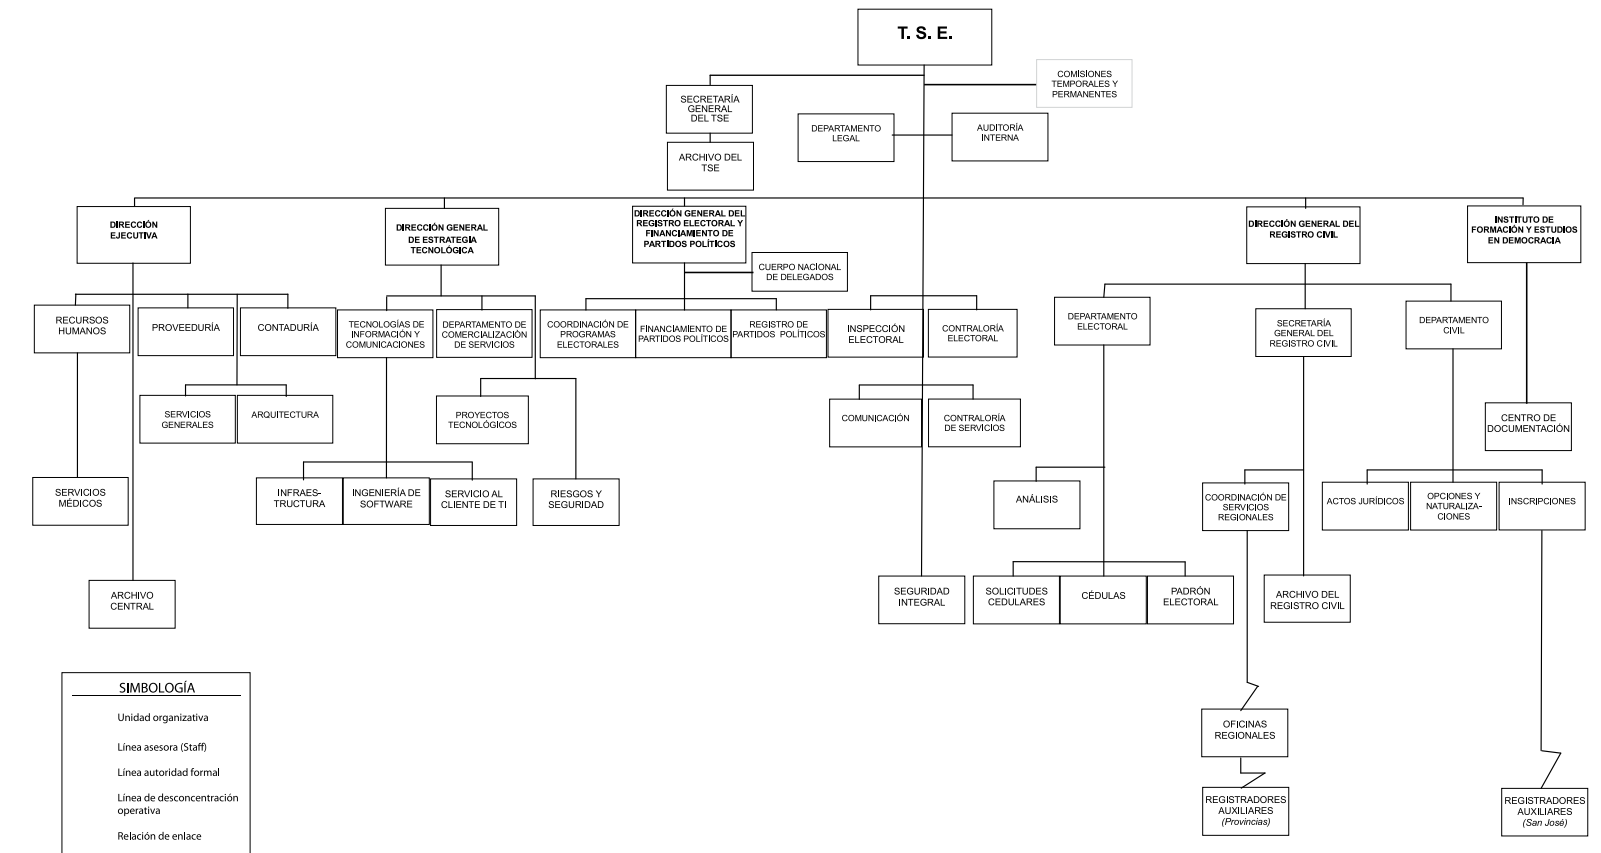 T. S. E.
COMISIONES
TEMPORALES Y
PERMANENTES
SECRETARÍA
GENERAL
DEL TSE
DEPARTAMENTO
LEGAL
AUDITORÍA
INTERNA
ARCHIVO DEL
TSE
DIRECCIÓN
EJECUTIVA
DIRECCIÓN GENERAL
DE ESTRATEGIA
TECNOLÓGICA
DIRECCIÓN GENERAL DEL
REGISTRO ELECTORAL Y
FINANCIAMIENTO DE
PARTIDOS POLÍTICOS
DIRECCIÓN GENERAL DEL
REGISTRO CIVIL
INSTITUTO DE
FORMACIÓN Y ESTUDIOS
EN DEMOCRACIA
CUERPO NACIONAL
DE DELEGADOS
RECURSOS
HUMANOS
PROVEEDURÍA
CONTADURÍA
TECNOLOGÍAS DE
INFORMACIÓN Y
COMUNICACIONES
DEPARTAMENTO DE
COMERCIALIZACIÓN
DE SERVICIOS
COORDINACIÓN DE
PROGRAMAS
ELECTORALES
FINANCIAMIENTO DE
PARTIDOS POLÍTICOS
REGISTRO DE
PARTIDOS POLÍTICOS
INSPECCIÓN
ELECTORAL
CONTRALORÍA
ELECTORAL
DEPARTAMENTO
ELECTORAL
SECRETARÍA
GENERAL DEL
REGISTRO CIVIL
DEPARTAMENTO
CIVIL
SERVICIOS
GENERALES
ARQUITECTURA
PROYECTOS
TECNOLÓGICOS
COMUNICACIÓN
CONTRALORÍA
DE SERVICIOS
CENTRO DE
DOCUMENTACIÓN
SERVICIOS
MÉDICOS
INFRAES-
TRUCTURA
INGENIERÍA DE
SOFTWARE
SERVICIO AL
CLIENTE DE TI
RIESGOS Y
SEGURIDAD
ANÁLISIS
COORDINACIÓN DE
SERVICIOS
REGIONALES
ACTOS JURÍDICOS
OPCIONES Y
NATURALIZA-
CIONES
INSCRIPCIONES
ARCHIVO
CENTRAL
SEGURIDAD
INTEGRAL
SOLICITUDES
CEDULARES
CÉDULAS
PADRÓN
ELECTORAL
ARCHIVO DEL
REGISTRO CIVIL
OFICINAS
REGIONALES
REGISTRADORES
AUXILIARES
(Provincias)
REGISTRADORES
AUXILIARES
(San José)
SIMBOLOGÍA
Unidad organizativa
Línea asesora (Staff)
Línea autoridad formal
Línea de desconcentración
operativa
Relación de enlace